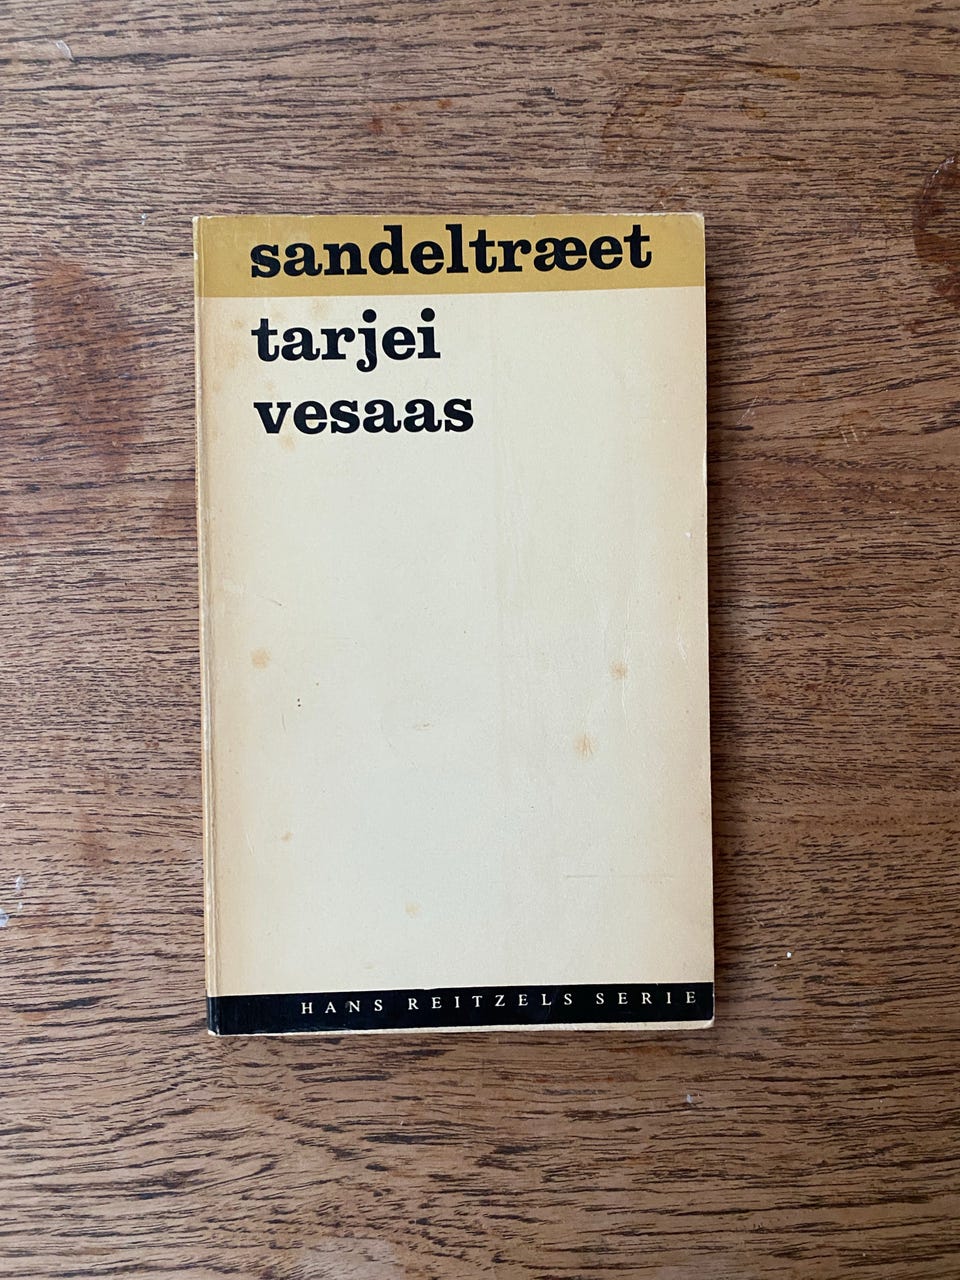 sandeltræet
tarjei
vesaas
HANS REITZELS SERIE